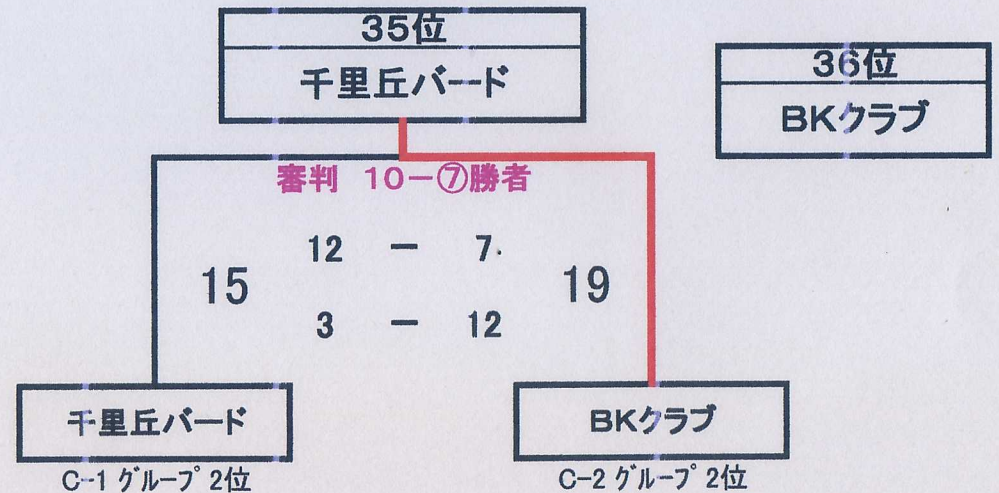 35位
千里丘バード
36位
BKクラブ
審判 10-⑦勝者
12 - 7
15
19
3 - 12
千里丘バード
BKクラブ
C-1 グループ 2位
C-2 グループ 2位